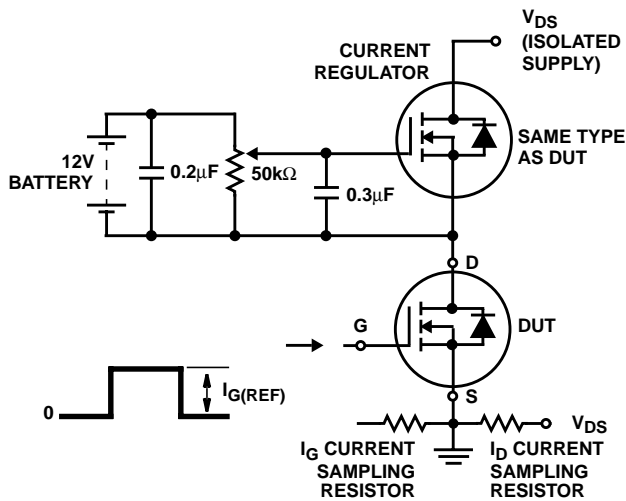 V_DS
(ISOLATED
SUPPLY)
CURRENT
REGULATOR
SAME TYPE
AS DUT
12V
BATTERY
0.2µF
50kΩ
0.3µF
D
G
DUT
I_G(REF)
0
S
V_DS
I_G CURRENT
SAMPLING
RESISTOR
I_D CURRENT
SAMPLING
RESISTOR